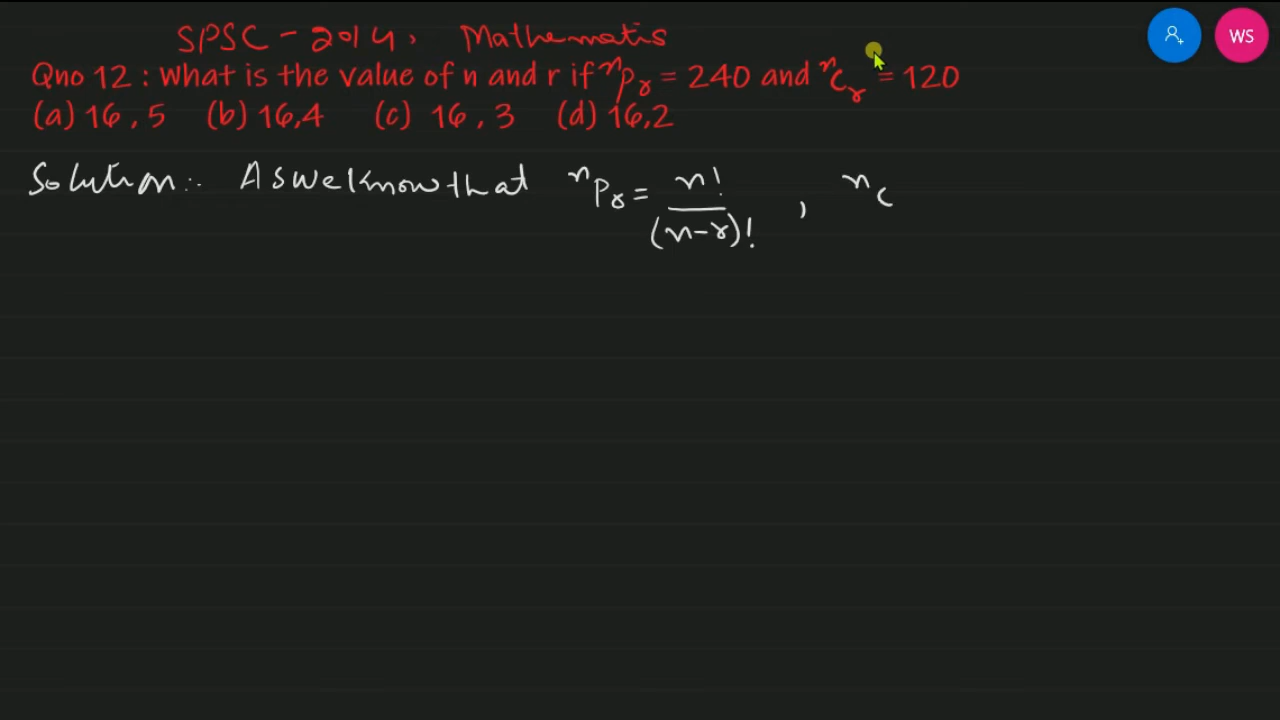 SPSC - 2014, Mathematis
WS
Qno 12 : What is the value of n and r if ⁿPᵣ = 240 and ⁿCᵣ = 120
(a) 16 , 5 (b) 16,4 (c) 16 , 3 (d) 16,2
Solution:. As we know that ⁿPᵣ = n! / (n-r)! , ⁿC